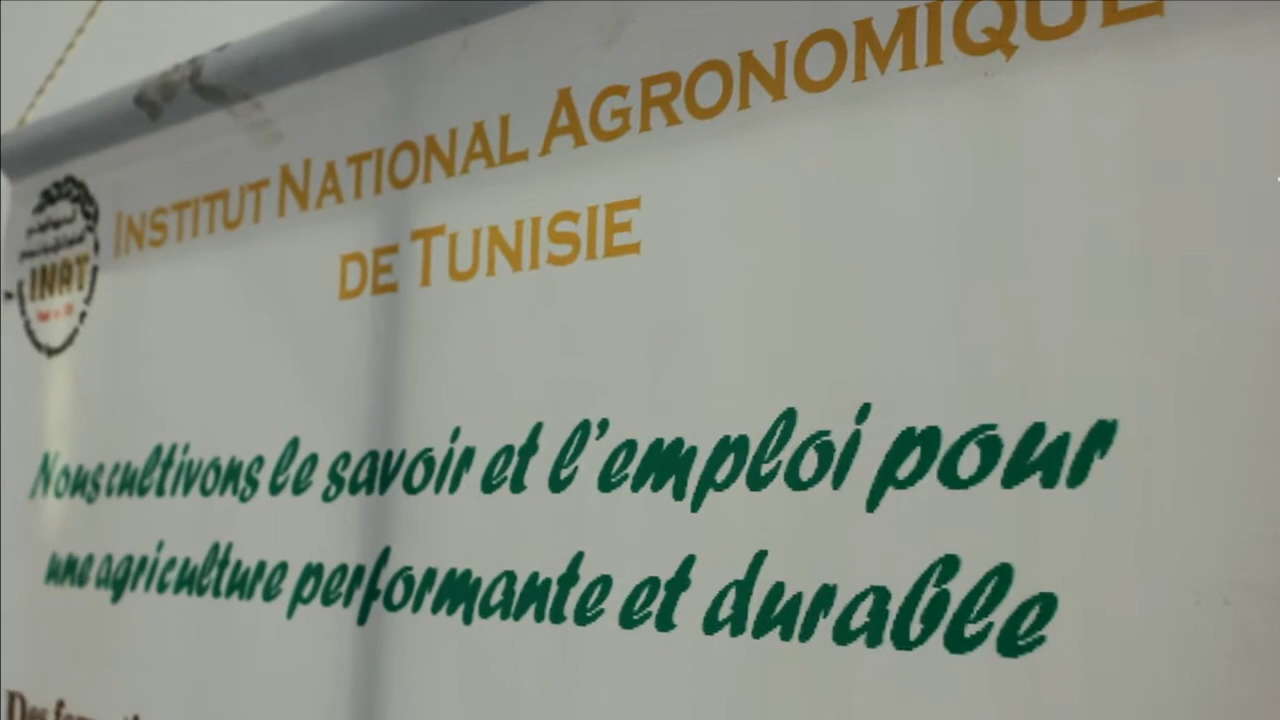 INSTITUT NATIONAL AGRONOMIQUE
DE TUNISIE
INAT
Nous cultivons le savoir et l'emploi pour
une agriculture performante et durable